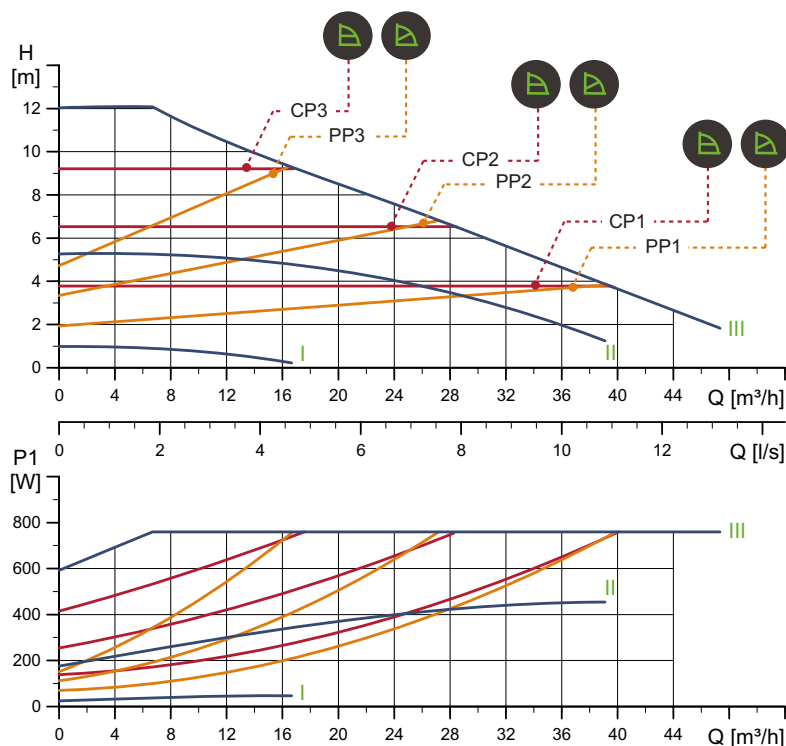 H
[m]
CP3
PP3
CP2
PP2
CP1
PP1
12
10
8
6
4
2
0
I
II
III
0 4 8 12 16 20 24 28 32 36 40 44 Q [m³/h]
0 2 4 6 8 10 12 Q [l/s]
P1
[W]
800
600
400
200
0
III
II
I
0 4 8 12 16 20 24 28 32 36 40 44 Q [m³/h]